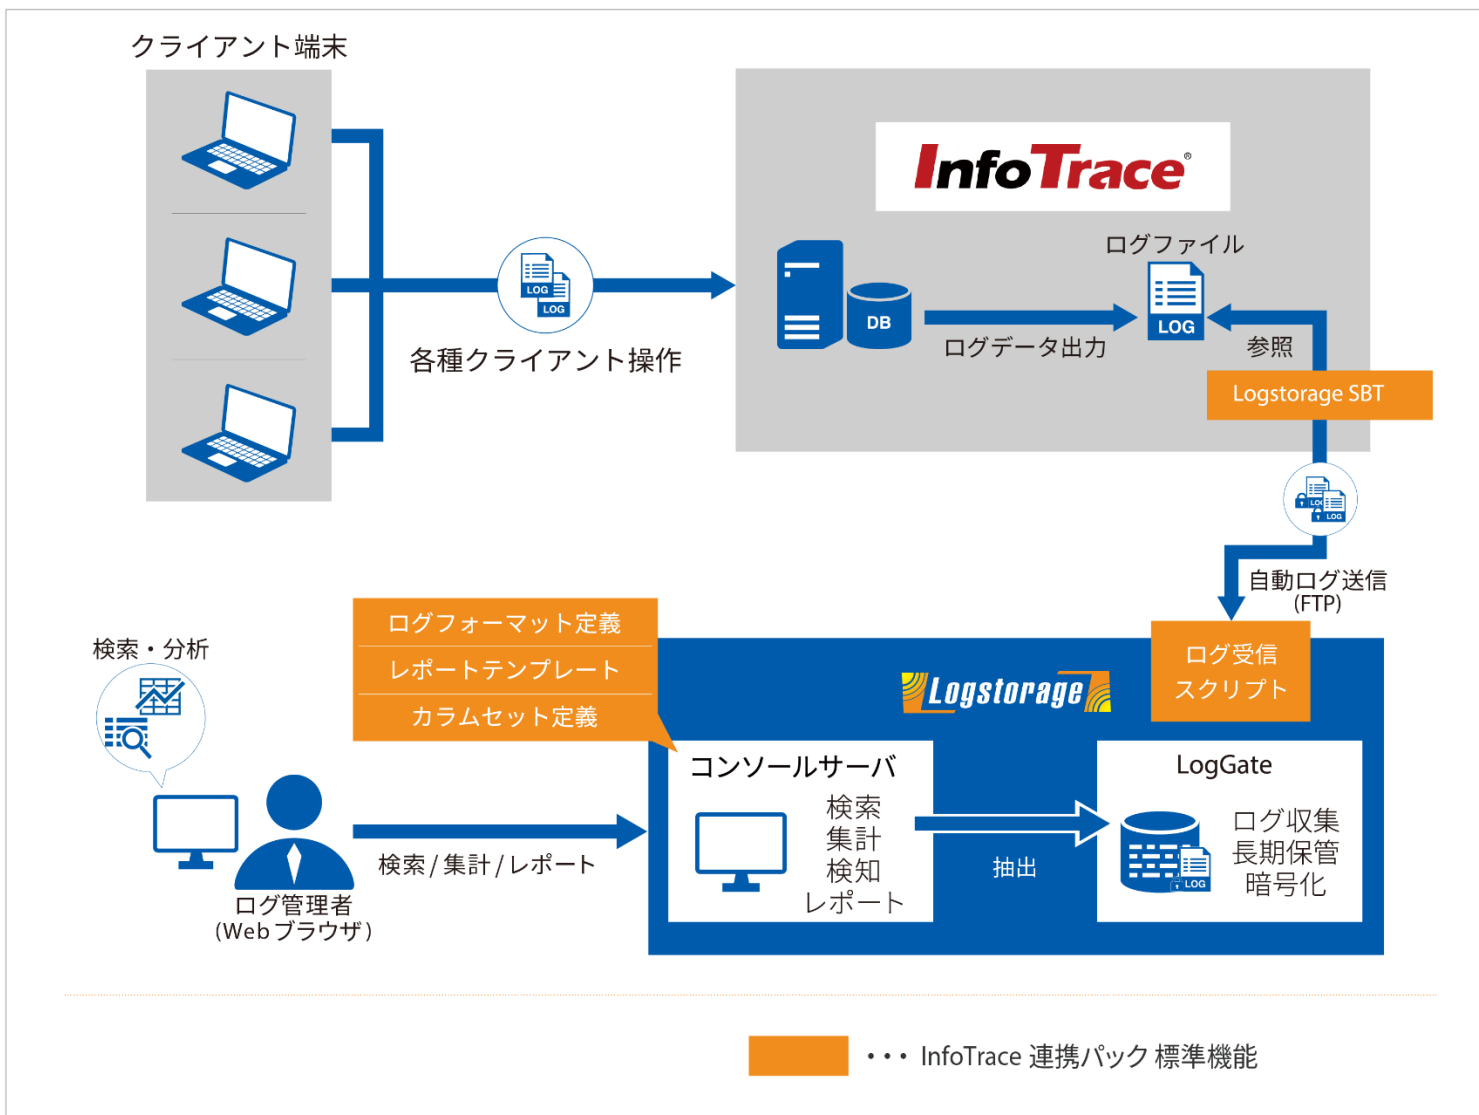 クライアント端末
InfoTrace®
ログファイル
LOG
LOG
DB
LOG
ログデータ出力
参照
各種クライアント操作
Logstorage SBT
LOG
LOG
自動ログ送信
(FTP)
ログフォーマット定義
レポートテンプレート
カラムセット定義
ログ受信
スクリプト
検索・分析
Logstorage
コンソールサーバ
検索
集計
検知
レポート
抽出
LogGate
ログ収集
長期保管
暗号化
LOG
検索/集計/レポート
ログ管理者
(Webブラウザ)
・・・ InfoTrace 連携パック 標準機能